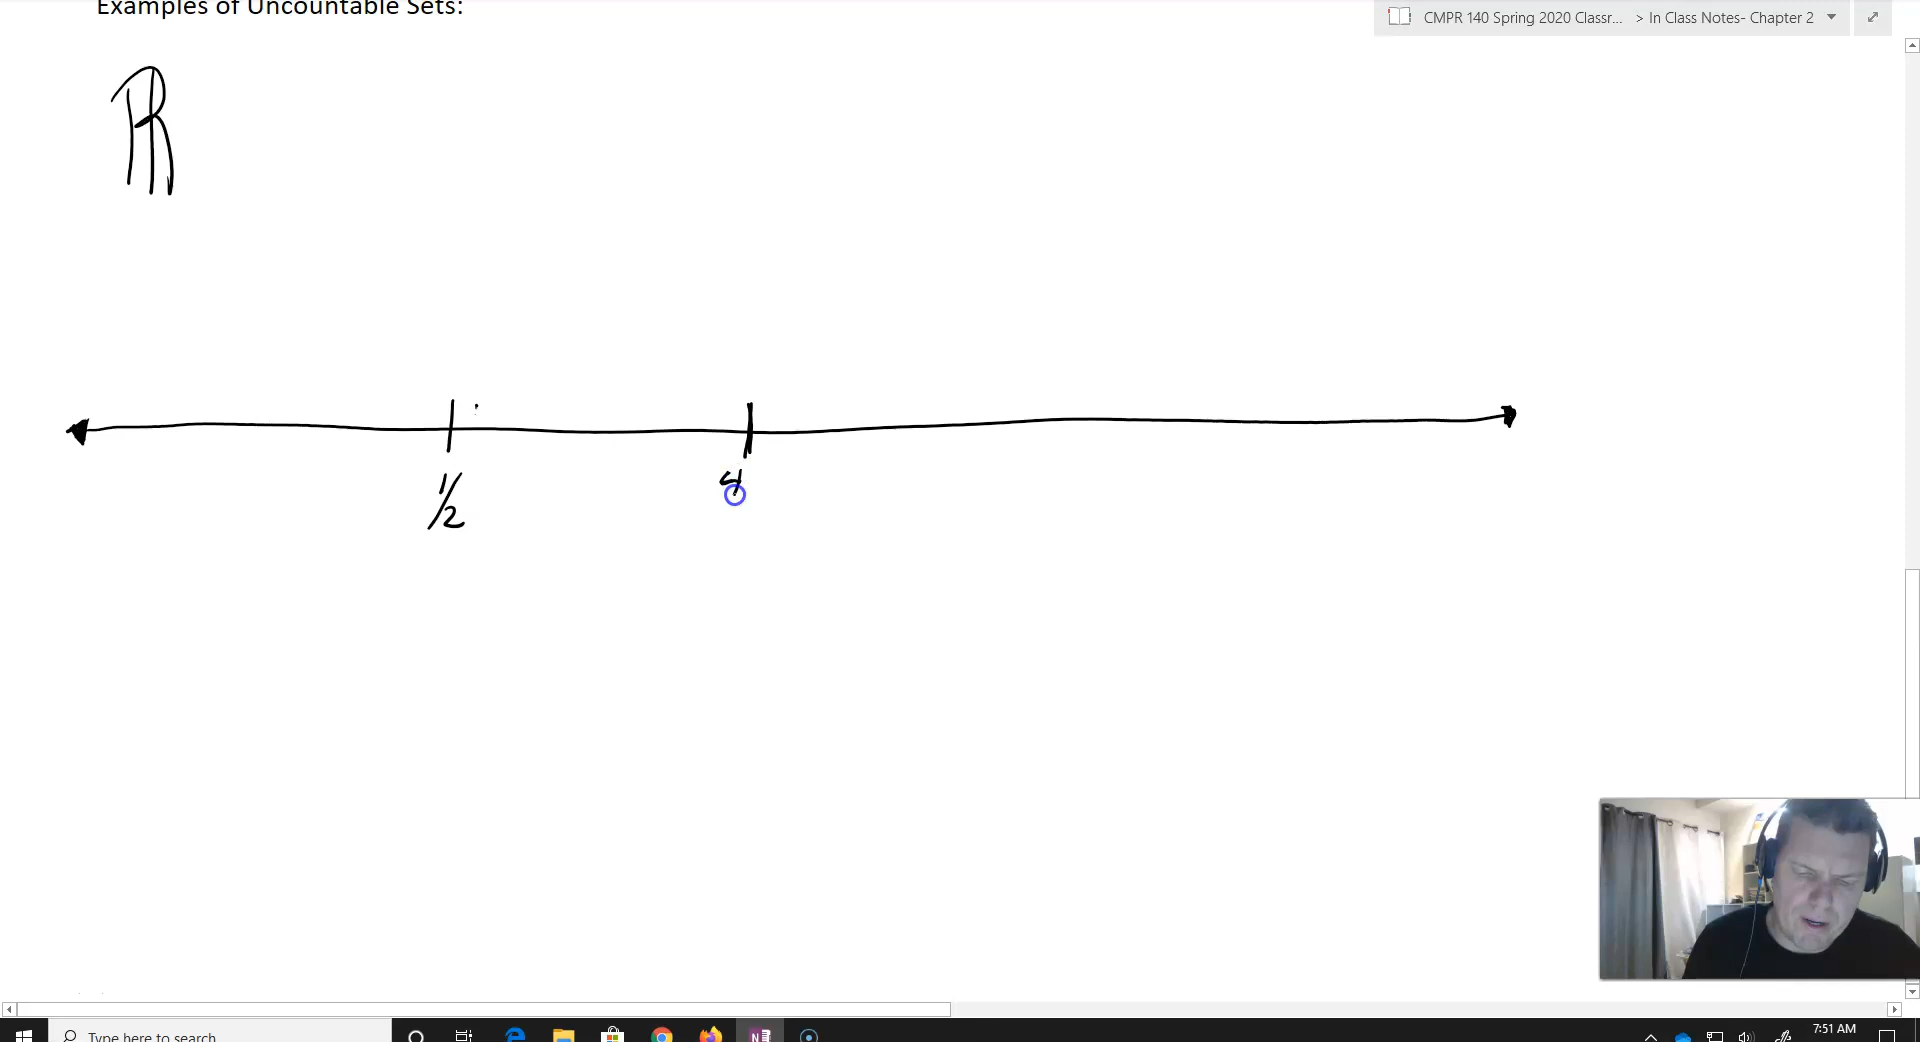 Examples of Uncountable Sets:
CMPR 140 Spring 2020 Classr... > In Class Notes- Chapter 2
ℝ
1/2
4
Type here to search
N
7:51 AM